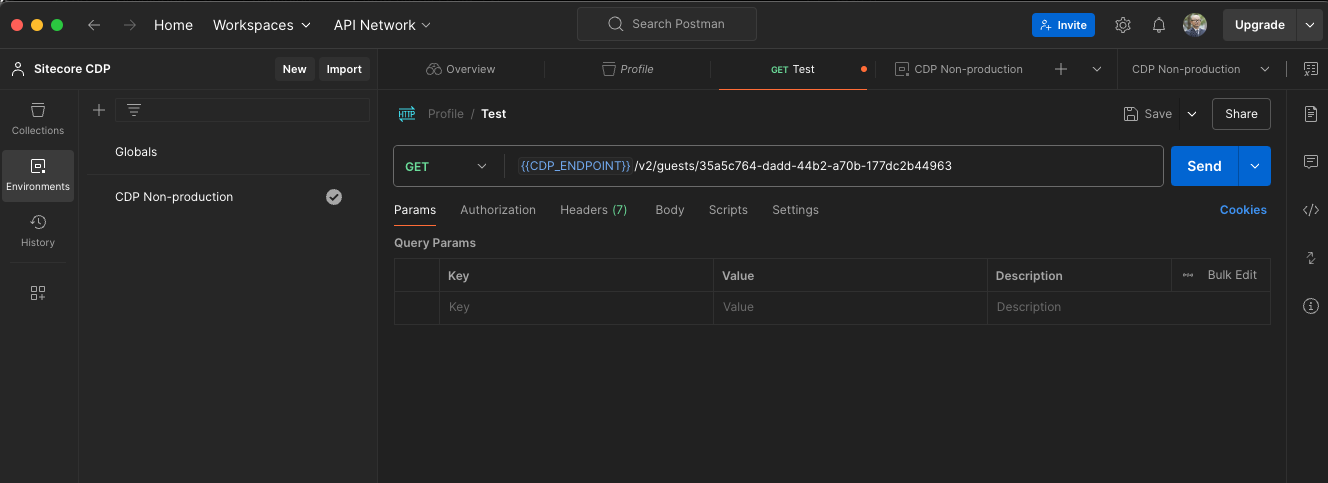 Home
Workspaces
API Network
Search Postman
Invite
Upgrade
Sitecore CDP
New
Import
Overview
Profile
GET Test
CDP Non-production
CDP Non-production
Collections
Environments
History
Globals
CDP Non-production
HTTP
Profile / Test
Save
Share
GET
{{CDP_ENDPOINT}} /v2/guests/35a5c764-dadd-44b2-a70b-177dc2b44963
Send
Params
Authorization
Headers (7)
Body
Scripts
Settings
Cookies
Query Params
Key
Value
Description
Bulk Edit
Key
Value
Description